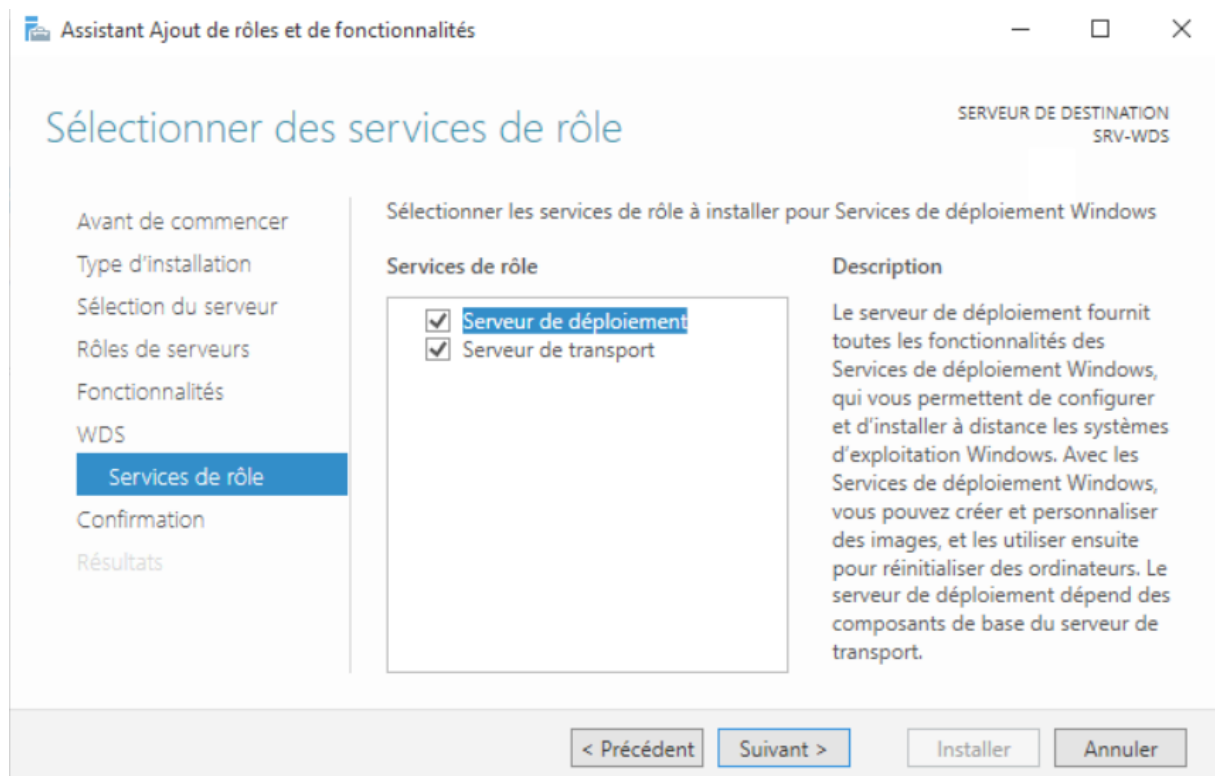 Assistant Ajout de rôles et de fonctionnalités
Sélectionner des services de rôle
SERVEUR DE DESTINATION
SRV-WDS
Avant de commencer
Type d'installation
Sélection du serveur
Rôles de serveurs
Fonctionnalités
WDS
Services de rôle
Confirmation
Résultats
Sélectionner les services de rôle à installer pour Services de déploiement Windows
Services de rôle
Serveur de déploiement
Serveur de transport
Description
Le serveur de déploiement fournit
toutes les fonctionnalités des
Services de déploiement Windows,
qui vous permettent de configurer
et d'installer à distance les systèmes
d'exploitation Windows. Avec les
Services de déploiement Windows,
vous pouvez créer et personnaliser
des images, et les utiliser ensuite
pour réinitialiser des ordinateurs. Le
serveur de déploiement dépend des
composants de base du serveur de
transport.
< Précédent
Suivant >
Installer
Annuler